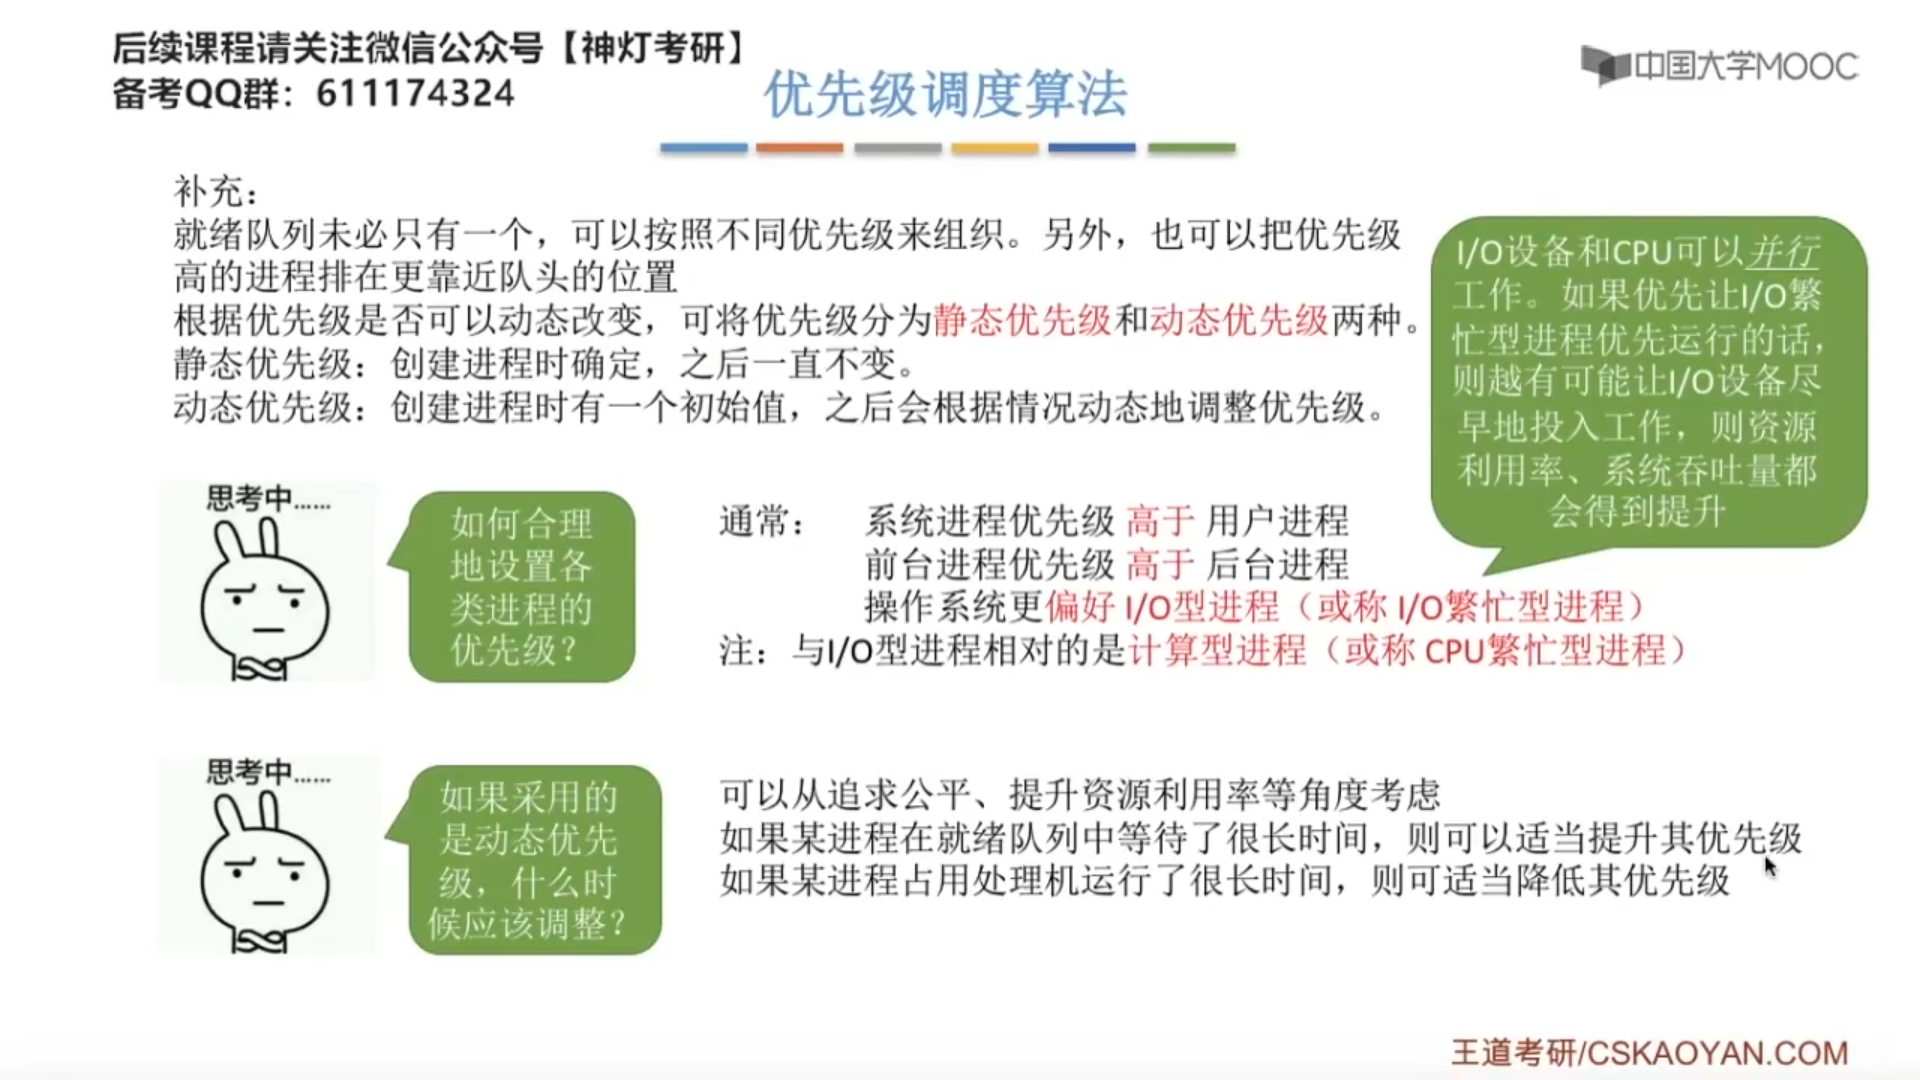 后续课程请关注微信公众号【神灯考研】
备考QQ群：611174324
中国大学MOOC
优先级调度算法
补充：
就绪队列未必只有一个，可以按照不同优先级来组织。另外，也可以把优先级
高的进程排在更靠近队头的位置
根据优先级是否可以动态改变，可将优先级分为静态优先级和动态优先级两种。
静态优先级：创建进程时确定，之后一直不变。
动态优先级：创建进程时有一个初始值，之后会根据情况动态地调整优先级。
I/O设备和CPU可以并行
工作。如果优先让I/O繁
忙型进程优先运行的话，
则越有可能让I/O设备尽
早地投入工作，则资源
利用率、系统吞吐量都
会得到提升
思考中......
如何合理
地设置各
类进程的
优先级？
通常： 系统进程优先级 高于 用户进程
前台进程优先级 高于 后台进程
操作系统更偏好 I/O型进程（或称 I/O繁忙型进程）
注：与I/O型进程相对的是计算型进程（或称 CPU繁忙型进程）
思考中......
如果采用的
是动态优先
级，什么时
候应该调整？
可以从追求公平、提升资源利用率等角度考虑
如果某进程在就绪队列中等待了很长时间，则可以适当提升其优先级
如果某进程占用处理机运行了很长时间，则可适当降低其优先级
王道考研/CSKAOYAN.COM